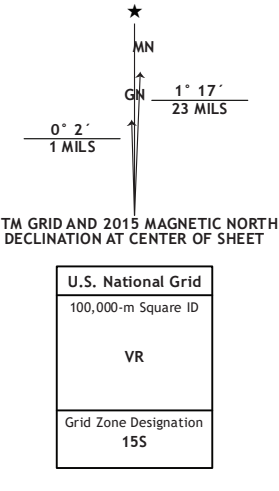 ★
MN
GN
1° 17´
23 MILS
0° 2´
1 MILS
TM GRID AND 2015 MAGNETIC NORTH
DECLINATION AT CENTER OF SHEET
U.S. National Grid
100,000-m Square ID
VR
Grid Zone Designation
15S